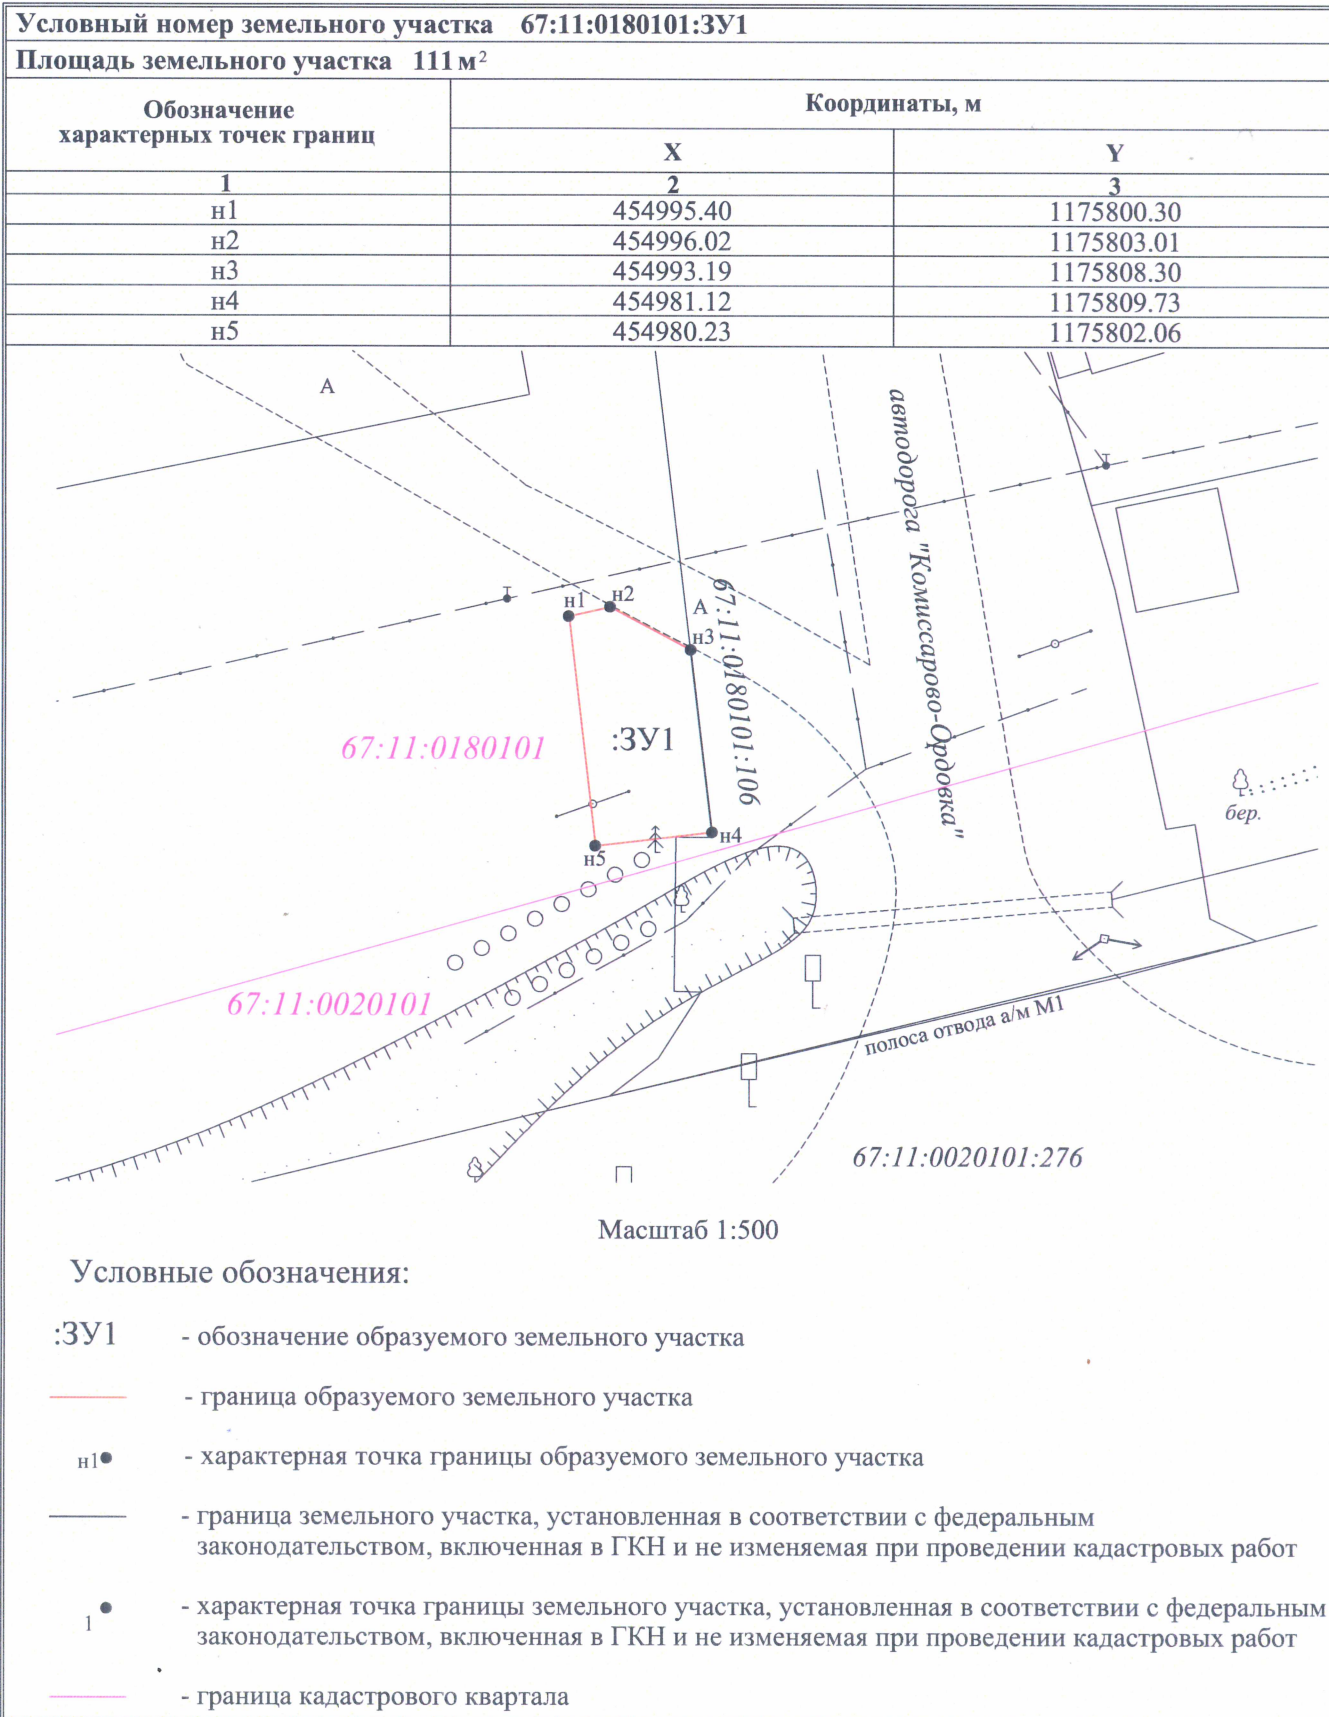 Условный номер земельного участка 67:11:0180101:ЗУ1
Площадь земельного участка 111 м²
Обозначение
характерных точек границ
Координаты, м
X
Y
1 2 3
н1 454995.40 1175800.30
н2 454996.02 1175803.01
н3 454993.19 1175808.30
н4 454981.12 1175809.73
н5 454980.23 1175802.06
А
автодорога "Комиссарово-Ордовка"
Т
Т
н1
н2
А
н3
67:11:0180101:106
67:11:0180101
:ЗУ1
бер.
н4
н5
67:11:0020101
полоса отвода а/м М1
67:11:0020101:276
Масштаб 1:500
Условные обозначения:
:ЗУ1 - обозначение образуемого земельного участка
- граница образуемого земельного участка
н1 - характерная точка границы образуемого земельного участка
- граница земельного участка, установленная в соответствии с федеральным
законодательством, включенная в ГКН и не изменяемая при проведении кадастровых работ
1 - характерная точка границы земельного участка, установленная в соответствии с федеральным
законодательством, включенная в ГКН и не изменяемая при проведении кадастровых работ
- граница кадастрового квартала